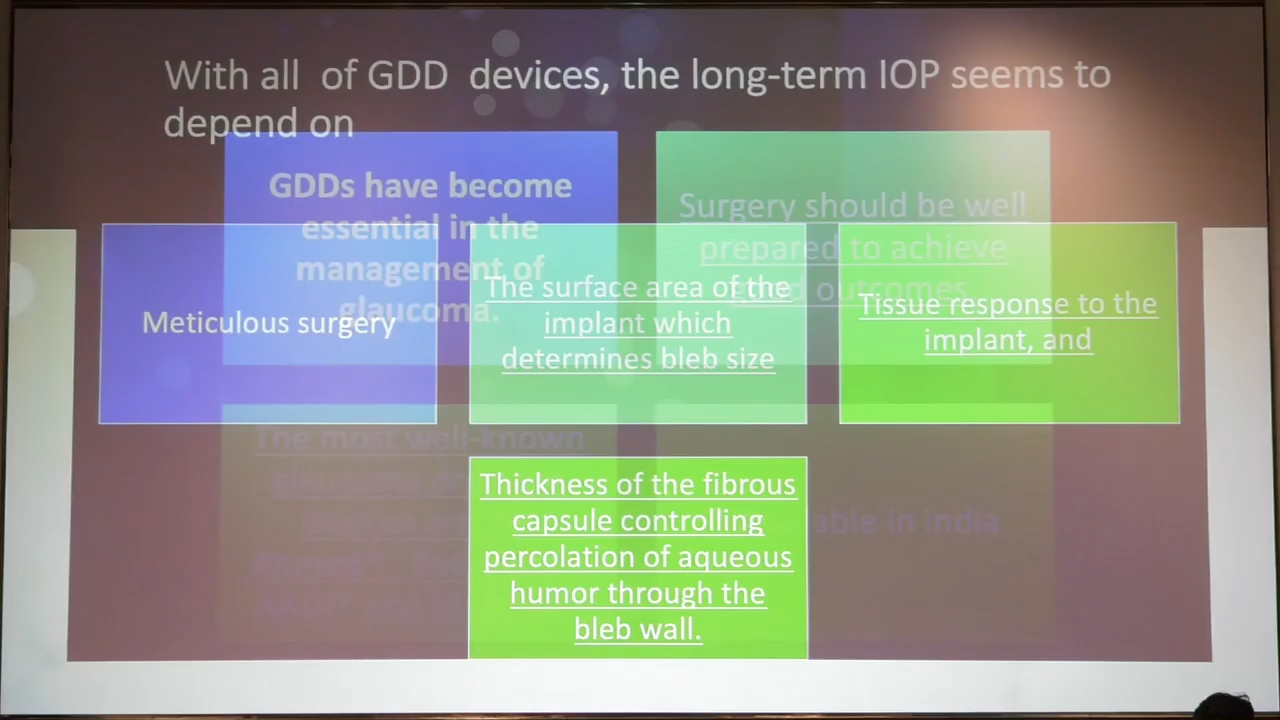 With all of GDD devices, the long-term IOP seems to
depend on
GDDs have become
essential in the
management of
glaucoma.
Surgery should be well
prepared to achieve
good outcomes
Meticulous surgery
The surface area of the
implant which
determines bleb size
Tissue response to the
implant, and
The most well-known
able in india
Thickness of the fibrous
capsule controlling
percolation of aqueous
humor through the
bleb wall.